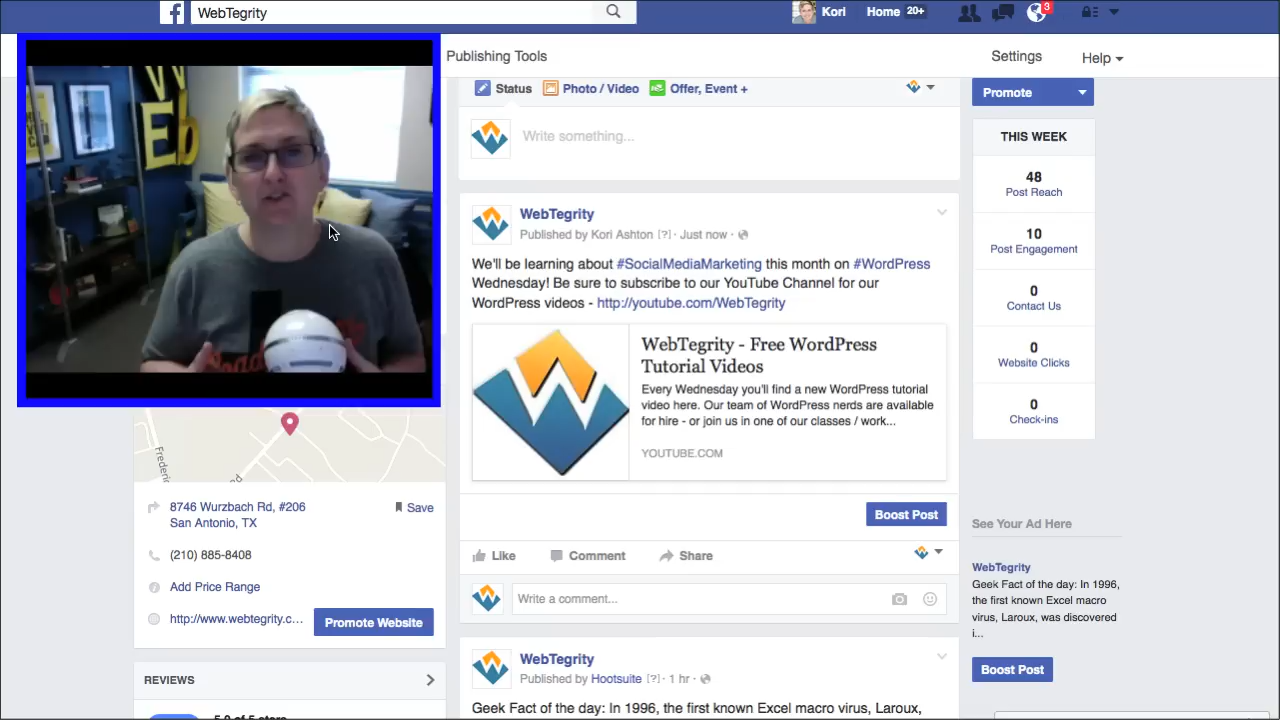 WebTegrity
Kori
Home 20+
3
Publishing Tools
Settings
Help
Status
Photo / Video
Offer, Event +
Promote
Write something...
THIS WEEK
48
Post Reach
10
Post Engagement
0
Contact Us
0
Website Clicks
0
Check-ins
WebTegrity
Published by Kori Ashton [?] · Just now ·
We'll be learning about #SocialMediaMarketing this month on #WordPress
Wednesday! Be sure to subscribe to our YouTube Channel for our
WordPress videos - http://youtube.com/WebTegrity
WebTegrity - Free WordPress
Tutorial Videos
Every Wednesday you'll find a new WordPress tutorial
video here. Our team of WordPress nerds are available
for hire - or join us in one of our classes / work...
YOUTUBE.COM
Boost Post
Like
Comment
Share
Write a comment...
W
Eb
8746 Wurzbach Rd, #206
San Antonio, TX
Save
(210) 885-8408
Add Price Range
http://www.webtegrity.c...
Promote Website
REVIEWS
See Your Ad Here
WebTegrity
Geek Fact of the day: In 1996,
the first known Excel macro
virus, Laroux, was discovered
i...
Boost Post
WebTegrity
Published by Hootsuite [?] · 1 hr ·
Geek Fact of the day: In 1996, the first known Excel macro virus, Laroux,